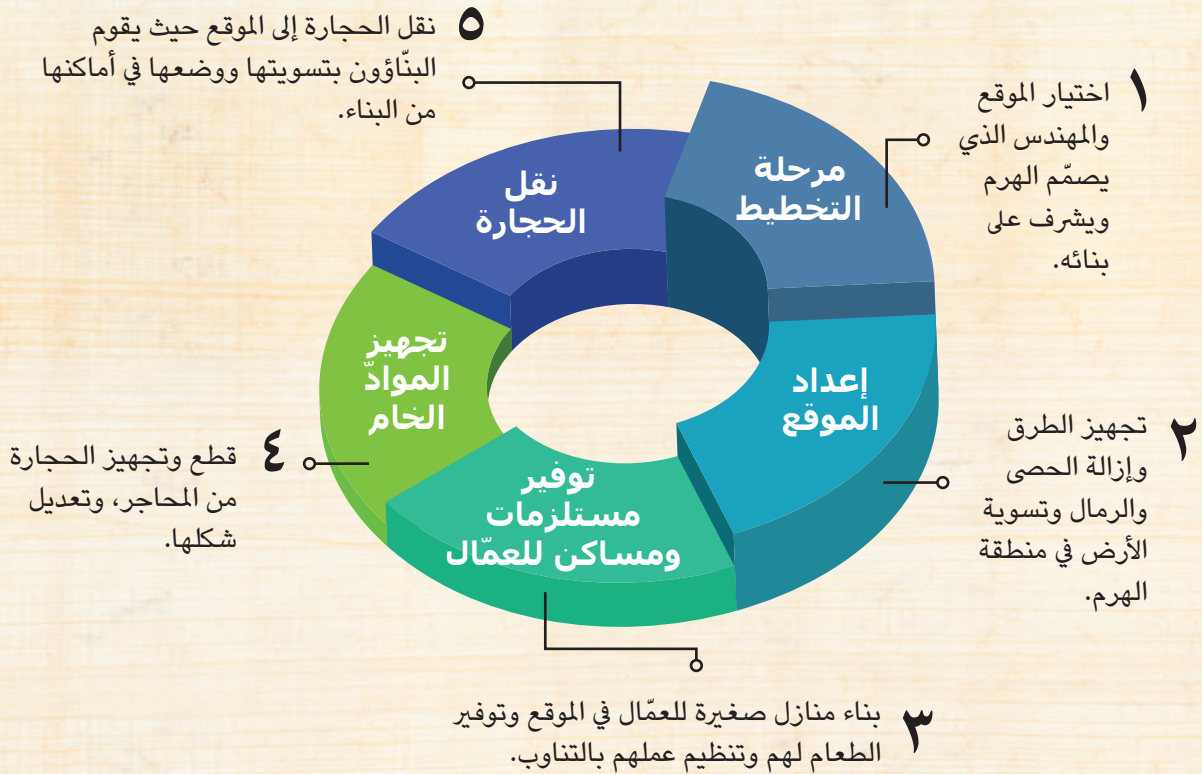 ١
اختيار الموقع
والمهندس الذي
يصمّم الهرم
ويشرف على
بنائه.
مرحلة
التخطيط
٢
تجهيز الطرق
وإزالة الحصى
والرمال وتسوية
الأرض في منطقة
الهرم.
إعداد
الموقع
٣
بناء منازل صغيرة للعمّال في الموقع وتوفير
الطعام لهم وتنظيم عملهم بالتناوب.
توفير
مستلزمات
ومساكن للعمّال
٤
قطع وتجهيز الحجارة
من المحاجر، وتعديل
شكلها.
تجهيز
الموادّ
الخام
٥
نقل الحجارة إلى الموقع حيث يقوم
البنّاؤون بتسويتها ووضعها في أماكنها
من البناء.
نقل
الحجارة